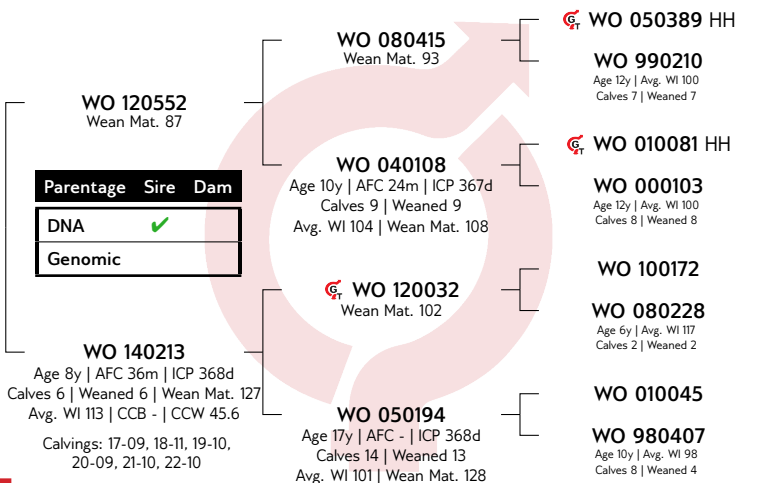 WO 120552
Wean Mat. 87
Parentage Sire Dam
DNA ✔
Genomic
WO 140213
Age 8y | AFC 36m | ICP 368d
Calves 6 | Weaned 6 | Wean Mat. 127
Avg. WI 113 | CCB - | CCW 45.6
Calvings: 17-09, 18-11, 19-10,
20-09, 21-10, 22-10
WO 080415
Wean Mat. 93
WO 040108
Age 10y | AFC 24m | ICP 367d
Calves 9 | Weaned 9
Avg. WI 104 | Wean Mat. 108
GT WO 120032
Wean Mat. 102
WO 050194
Age 17y | AFC - | ICP 368d
Calves 14 | Weaned 13
Avg. WI 101 | Wean Mat. 128
GT WO 050389 HH
WO 990210
Age 12y | Avg. WI 100
Calves 7 | Weaned 7
GT WO 010081 HH
WO 000103
Age 12y | Avg. WI 100
Calves 8 | Weaned 8
WO 100172
WO 080228
Age 6y | Avg. WI 117
Calves 2 | Weaned 2
WO 010045
WO 980407
Age 10y | Avg. WI 98
Calves 8 | Weaned 4